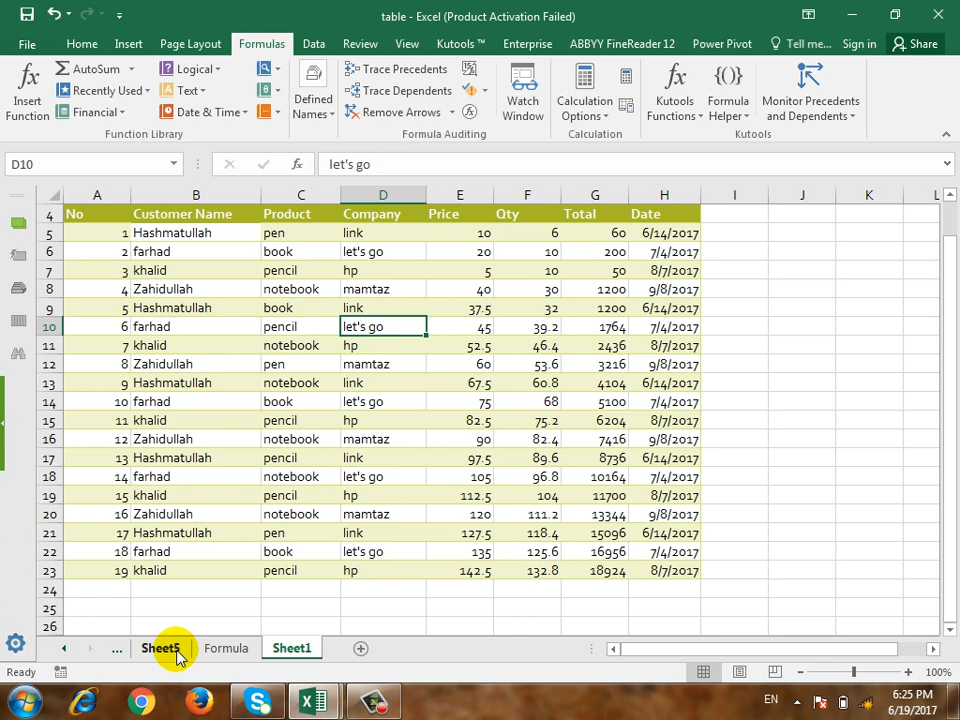 table - Excel (Product Activation Failed)
File Home Insert Page Layout Formulas Data Review View Kutools ™ Enterprise ABBYY FineReader 12 Power Pivot Tell me... Sign in Share
Insert Function
AutoSum
Recently Used
Financial
Logical
Text
Date & Time
Function Library
Defined Names
Trace Precedents
Trace Dependents
Remove Arrows
Formula Auditing
Watch Window
Calculation Options
Calculation
Kutools Functions
Formula Helper
Monitor Precedents and Dependents
Kutools
D10 fx let's go
A B C D E F G H I J K L
4 No Customer Name Product Company Price Qty Total Date
5 1 Hashmatullah pen link 10 6 60 6/14/2017
6 2 farhad book let's go 20 10 200 7/4/2017
7 3 khalid pencil hp 5 10 50 8/7/2017
8 4 Zahidullah notebook mamtaz 40 30 1200 9/8/2017
9 5 Hashmatullah book link 37.5 32 1200 6/14/2017
10 6 farhad pencil let's go 45 39.2 1764 7/4/2017
11 7 khalid notebook hp 52.5 46.4 2436 8/7/2017
12 8 Zahidullah pen mamtaz 60 53.6 3216 9/8/2017
13 9 Hashmatullah notebook link 67.5 60.8 4104 6/14/2017
14 10 farhad book let's go 75 68 5100 7/4/2017
15 11 khalid pencil hp 82.5 75.2 6204 8/7/2017
16 12 Zahidullah notebook mamtaz 90 82.4 7416 9/8/2017
17 13 Hashmatullah pencil link 97.5 89.6 8736 6/14/2017
18 14 farhad notebook let's go 105 96.8 10164 7/4/2017
19 15 khalid pencil hp 112.5 104 11700 8/7/2017
20 16 Zahidullah notebook mamtaz 120 111.2 13344 9/8/2017
21 17 Hashmatullah pen link 127.5 118.4 15096 6/14/2017
22 18 farhad book let's go 135 125.6 16956 7/4/2017
23 19 khalid pencil hp 142.5 132.8 18924 8/7/2017
24
25
26
... Sheet5 Formula Sheet1
Ready 100%
EN 6:25 PM
6/19/2017